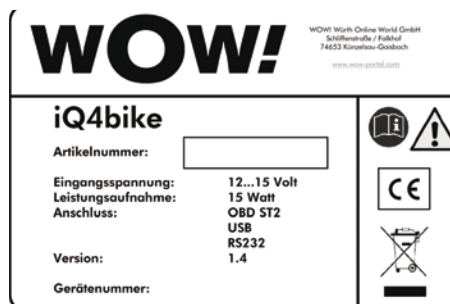 WOW!
WOW! Würth Online World GmbH
Schliffenstraße / Falkhof
74653 Künzelsau-Gaisbach
www.wow-portal.com
iQ4bike
Artikelnummer:
Eingangsspannung: 12...15 Volt
Leistungsaufnahme: 15 Watt
Anschluss: OBD ST2
USB
RS232
Version: 1.4
Gerätenummer:
CE